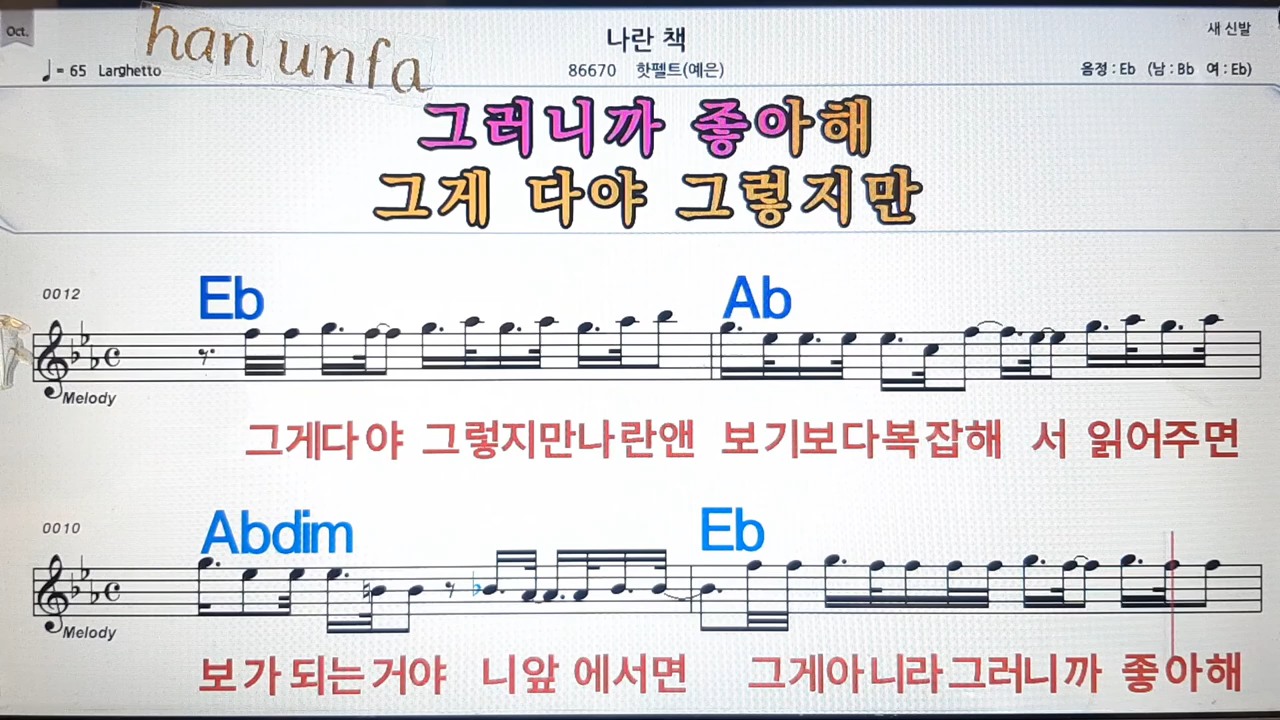 Oct.
han unfa
나란 책
새 신발
♩= 65 Larghetto
86670 핫펠트(예은)
음정 : Eb (남 : Bb 여 : Eb)
그러니까 좋아해
그게 다야 그렇지만
0012
Eb Ab
Melody
그게다야 그렇지만나란앤 보기보다복잡해 서 읽어주면
0010
Abdim Eb
Melody
보가되는거야 니앞에서면 그게아니라그러니까 좋아해